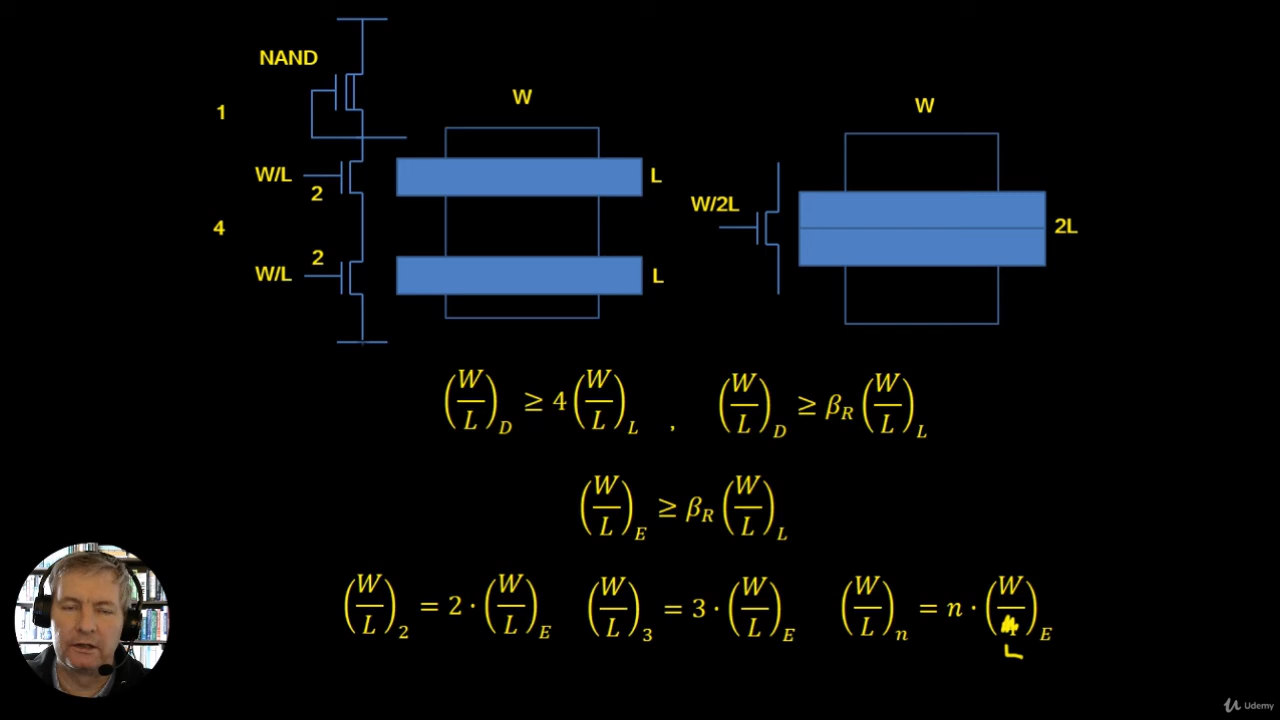 NAND
W
W
1
W/L
L
2
W/2L
4
2L
2
W/L
L
(W/L)_D ≥ 4(W/L)_L , (W/L)_D ≥ β_R(W/L)_L
(W/L)_E ≥ β_R(W/L)_L
(W/L)_2 = 2·(W/L)_E (W/L)_3 = 3·(W/L)_E (W/L)_n = n·(W/)_E
L
Udemy